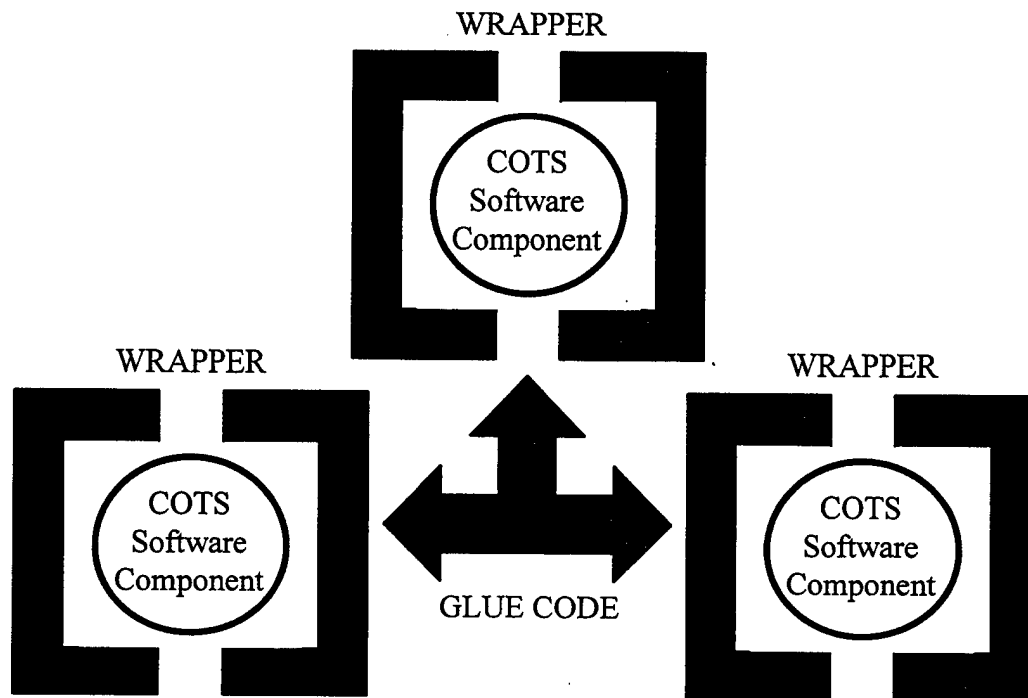 WRAPPER
COTS
Software
Component
WRAPPER
COTS
Software
Component
WRAPPER
COTS
Software
Component
GLUE CODE